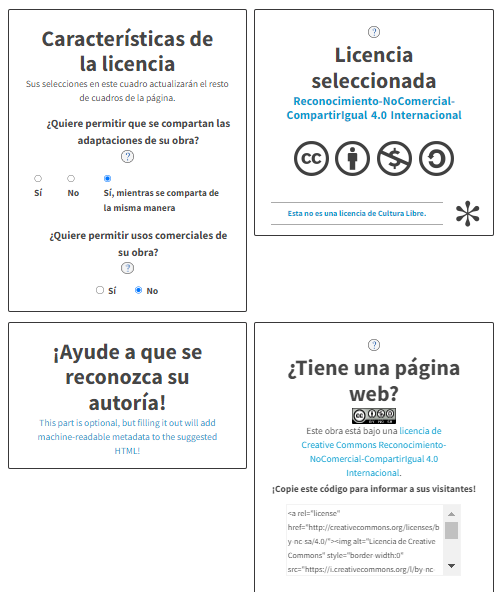 Características de
la licencia
Sus selecciones en este cuadro actualizarán el resto
de cuadros de la página.
¿Quiere permitir que se compartan las
adaptaciones de su obra?
?
Sí
No
Sí, mientras se comparta de
la misma manera
¿Quiere permitir usos comerciales de
su obra?
?
Sí
No
?
Licencia
seleccionada
Reconocimiento-NoComercial-
CompartirIgual 4.0 Internacional
cc
$
Esta no es una licencia de Cultura Libre.
¡Ayude a que se
reconozca su
autoría!
This part is optional, but filling it out will add
machine-readable metadata to the suggested
HTML!
?
¿Tiene una página
web?
cc
BY NC SA
Este obra está bajo una licencia de
Creative Commons Reconocimiento-
NoComercial-CompartirIgual 4.0
Internacional.
¡Copie este código para informar a sus visitantes!
<a rel="license"
href="http://creativecommons.org/licenses/b
y-nc-sa/4.0/"><img alt="Licencia de Creative
Commons" style="border-width:0"
src="https://i.creativecommons.org/l/by-nc-